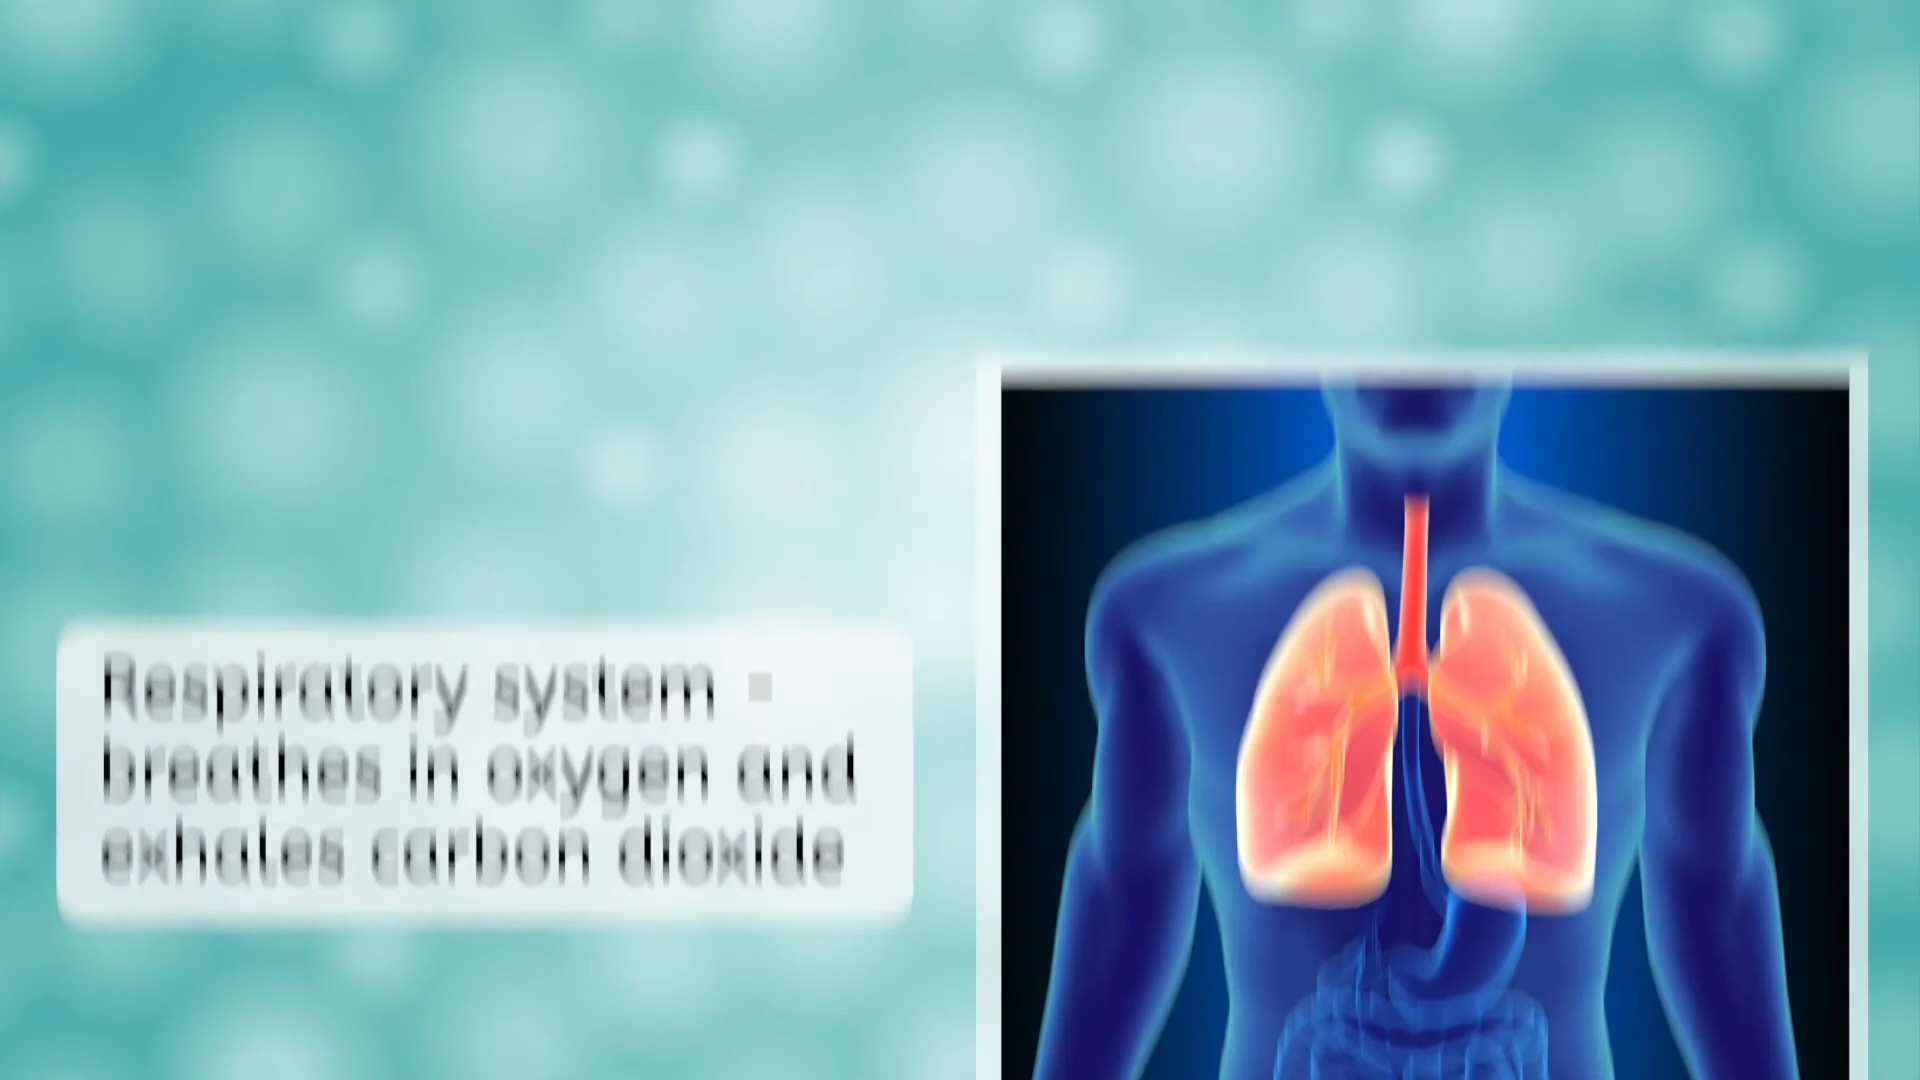 Respiratory system -
breathes in oxygen and
exhales carbon dioxide